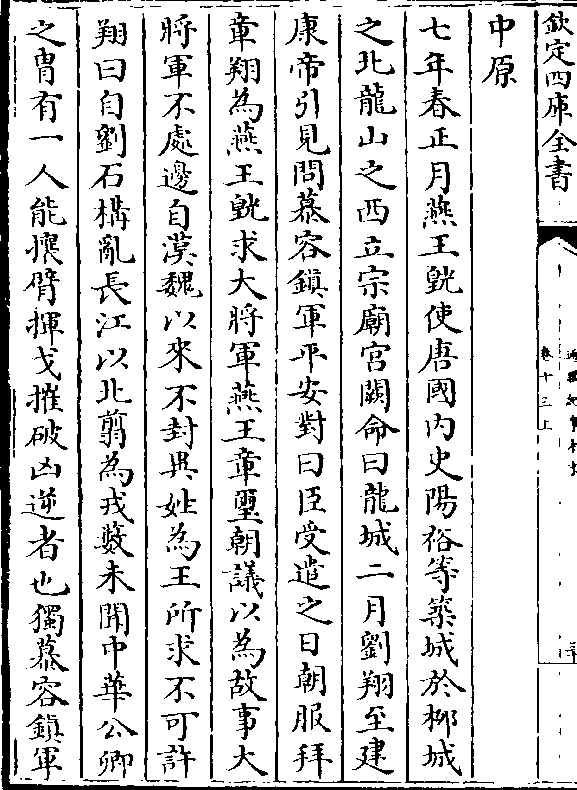 欽定四庫全書
卷十三上
中原
七年春正月燕王皝使唐國内史陽裕等築城於柳城
之北龍山之西立宗廟宮闕命曰龍城二月劉翔至建
康帝引見問慕容鎮軍平安對曰臣受遣之日朝服拜
章翔為燕王皝求大將軍燕王章璽朝議以為故事大
將軍不處邊自漢魏以來不封異姓為王所求不可許
翔曰自劉石構亂長江以北翦為戎藪未聞中華公卿
之胄有一人能攘臂揮戈摧破凶逆者也獨慕容鎮軍